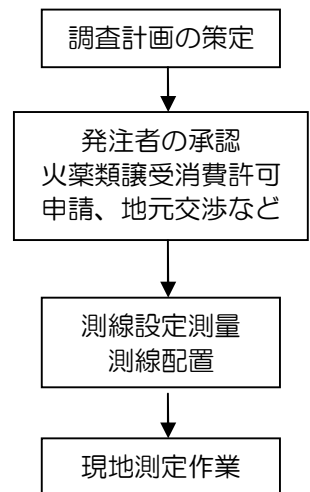 調査計画の策定
発注者の承認
火薬類譲受消費許可
申請、地元交渉など
測線設定測量
測線配置
現地測定作業